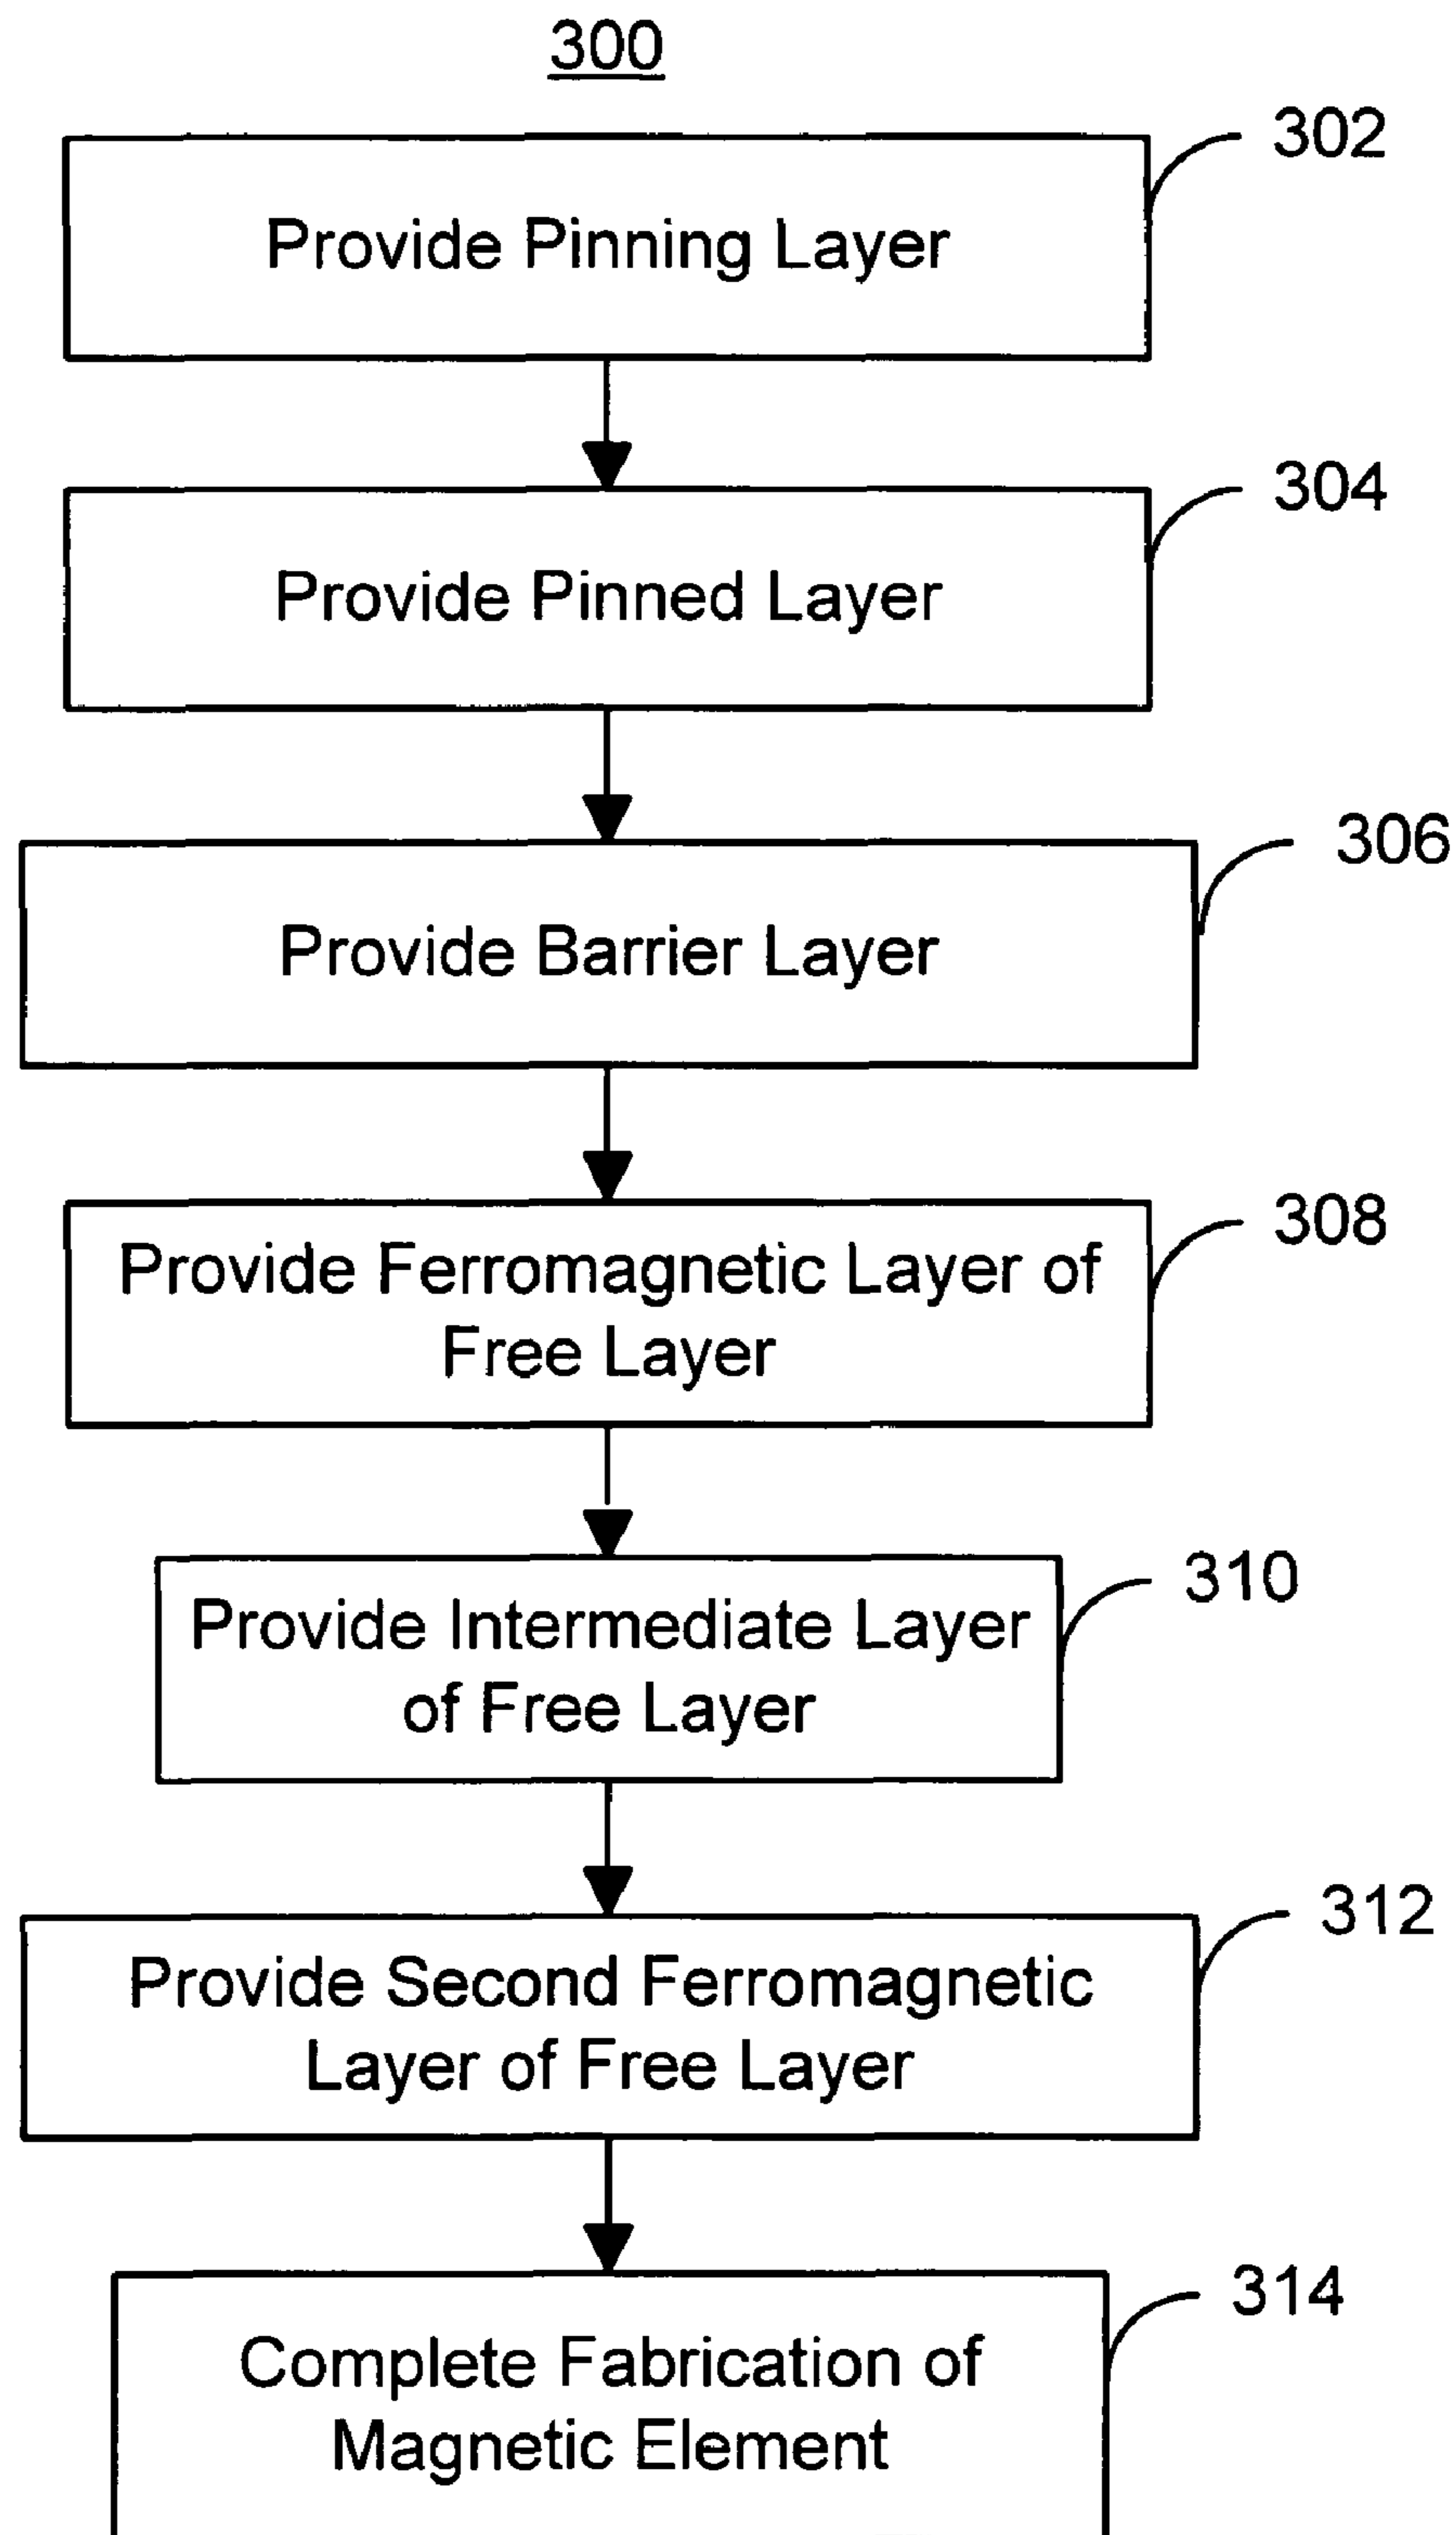 300
302
Provide Pinning Layer
304
Provide Pinned Layer
306
Provide Barrier Layer
308
Provide Ferromagnetic Layer of
Free Layer
310
Provide Intermediate Layer
of Free Layer
312
Provide Second Ferromagnetic
Layer of Free Layer
314
Complete Fabrication of
Magnetic Element